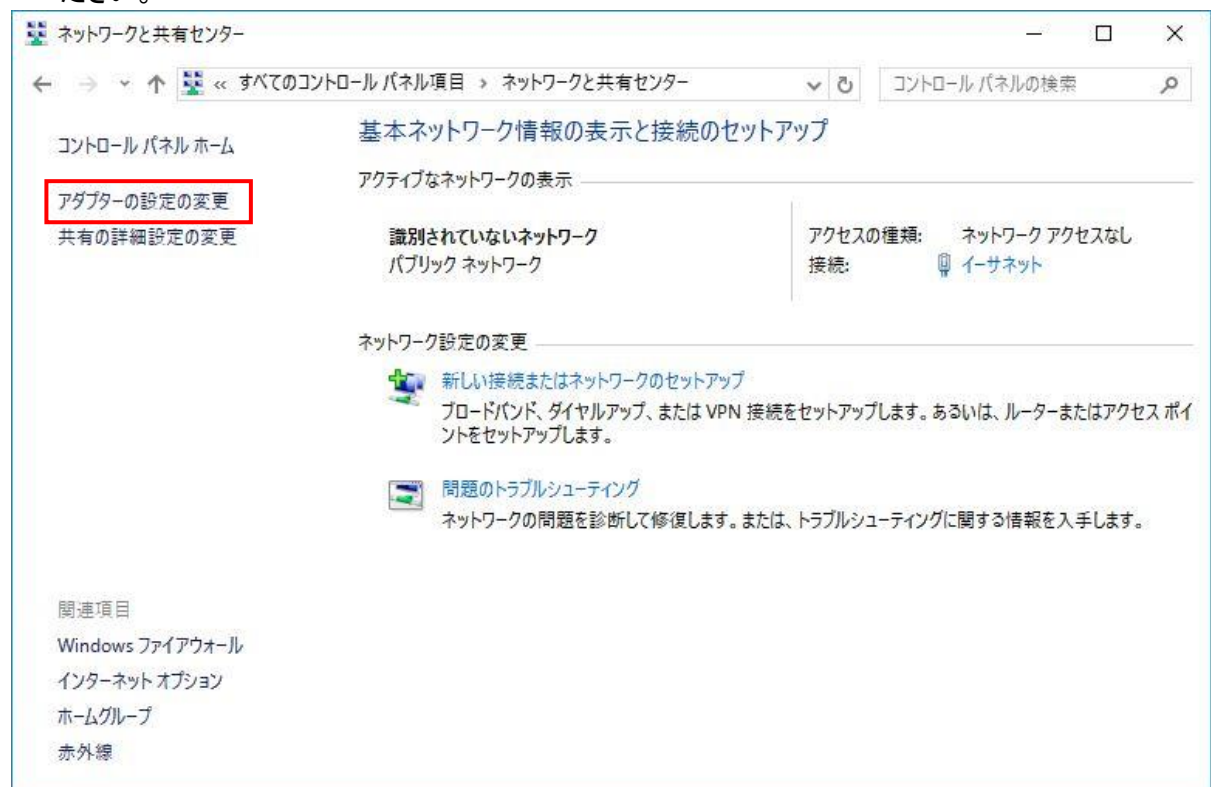 ださい。
ネットワークと共有センター
« すべてのコントロール パネル項目 › ネットワークと共有センター
コントロール パネルの検索
コントロール パネル ホーム
アダプターの設定の変更
共有の詳細設定の変更
基本ネットワーク情報の表示と接続のセットアップ
アクティブなネットワークの表示
識別されていないネットワーク
パブリック ネットワーク
アクセスの種類: ネットワーク アクセスなし
接続: イーサネット
ネットワーク設定の変更
新しい接続またはネットワークのセットアップ
ブロードバンド、ダイヤルアップ、または VPN 接続をセットアップします。あるいは、ルーターまたはアクセス ポイ
ントをセットアップします。
問題のトラブルシューティング
ネットワークの問題を診断して修復します。または、トラブルシューティングに関する情報を入手します。
関連項目
Windows ファイアウォール
インターネット オプション
ホームグループ
赤外線